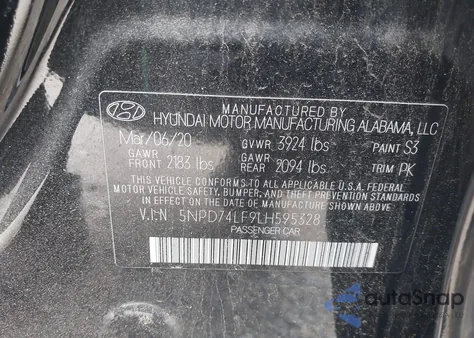 MANUFACTURED BY
HYUNDAI MOTOR MANUFACTURING ALABAMA, LLC
Mar/06/20 GVWR 3924 lbs PAINT S3
GAWR FRONT 2183 lbs GAWR REAR 2094 lbs TRIM PK
THIS VEHICLE CONFORMS TO ALL APPLICABLE U.S.A. FEDERAL
MOTOR VEHICLE SAFETY, BUMPER, AND THEFT PREVENTION STANDARDS
IN EFFECT ON THE DATE OF MANUFACTURE SHOWN ABOVE.
V.I.N 5NPD74LF9LH595328
PASSENGER CAR
autoSnap